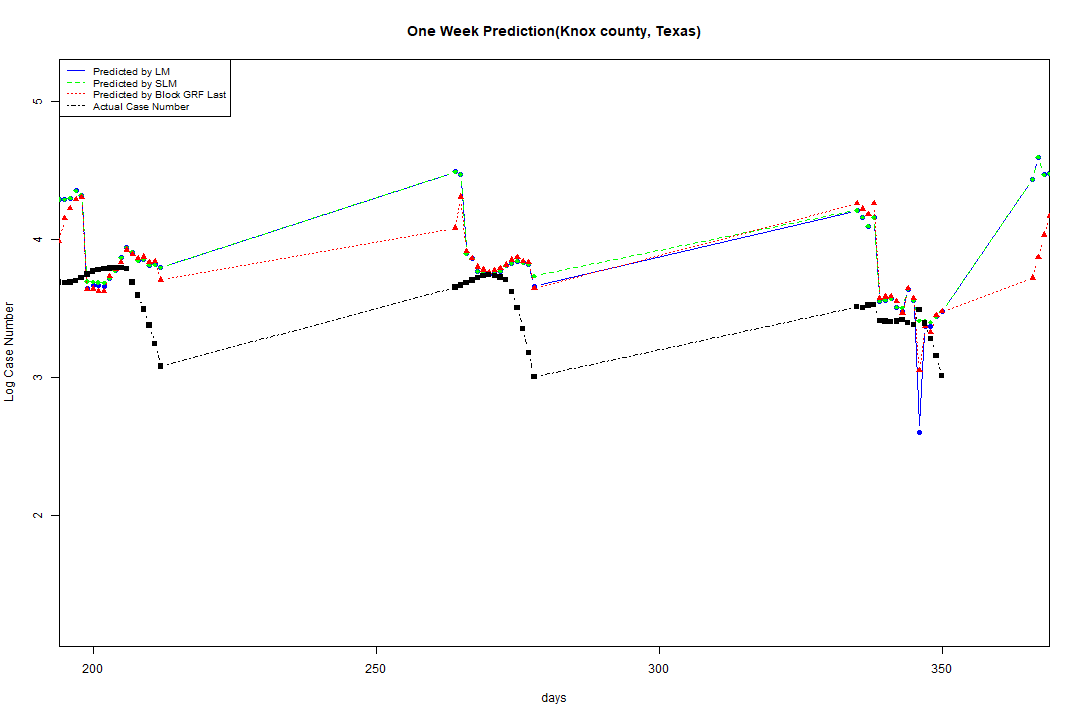 One Week Prediction(Knox county, Texas)
Predicted by LM
Predicted by SLM
Predicted by Block GRF Last
Actual Case Number
5
4
3
2
Log Case Number
200
250
300
350
days